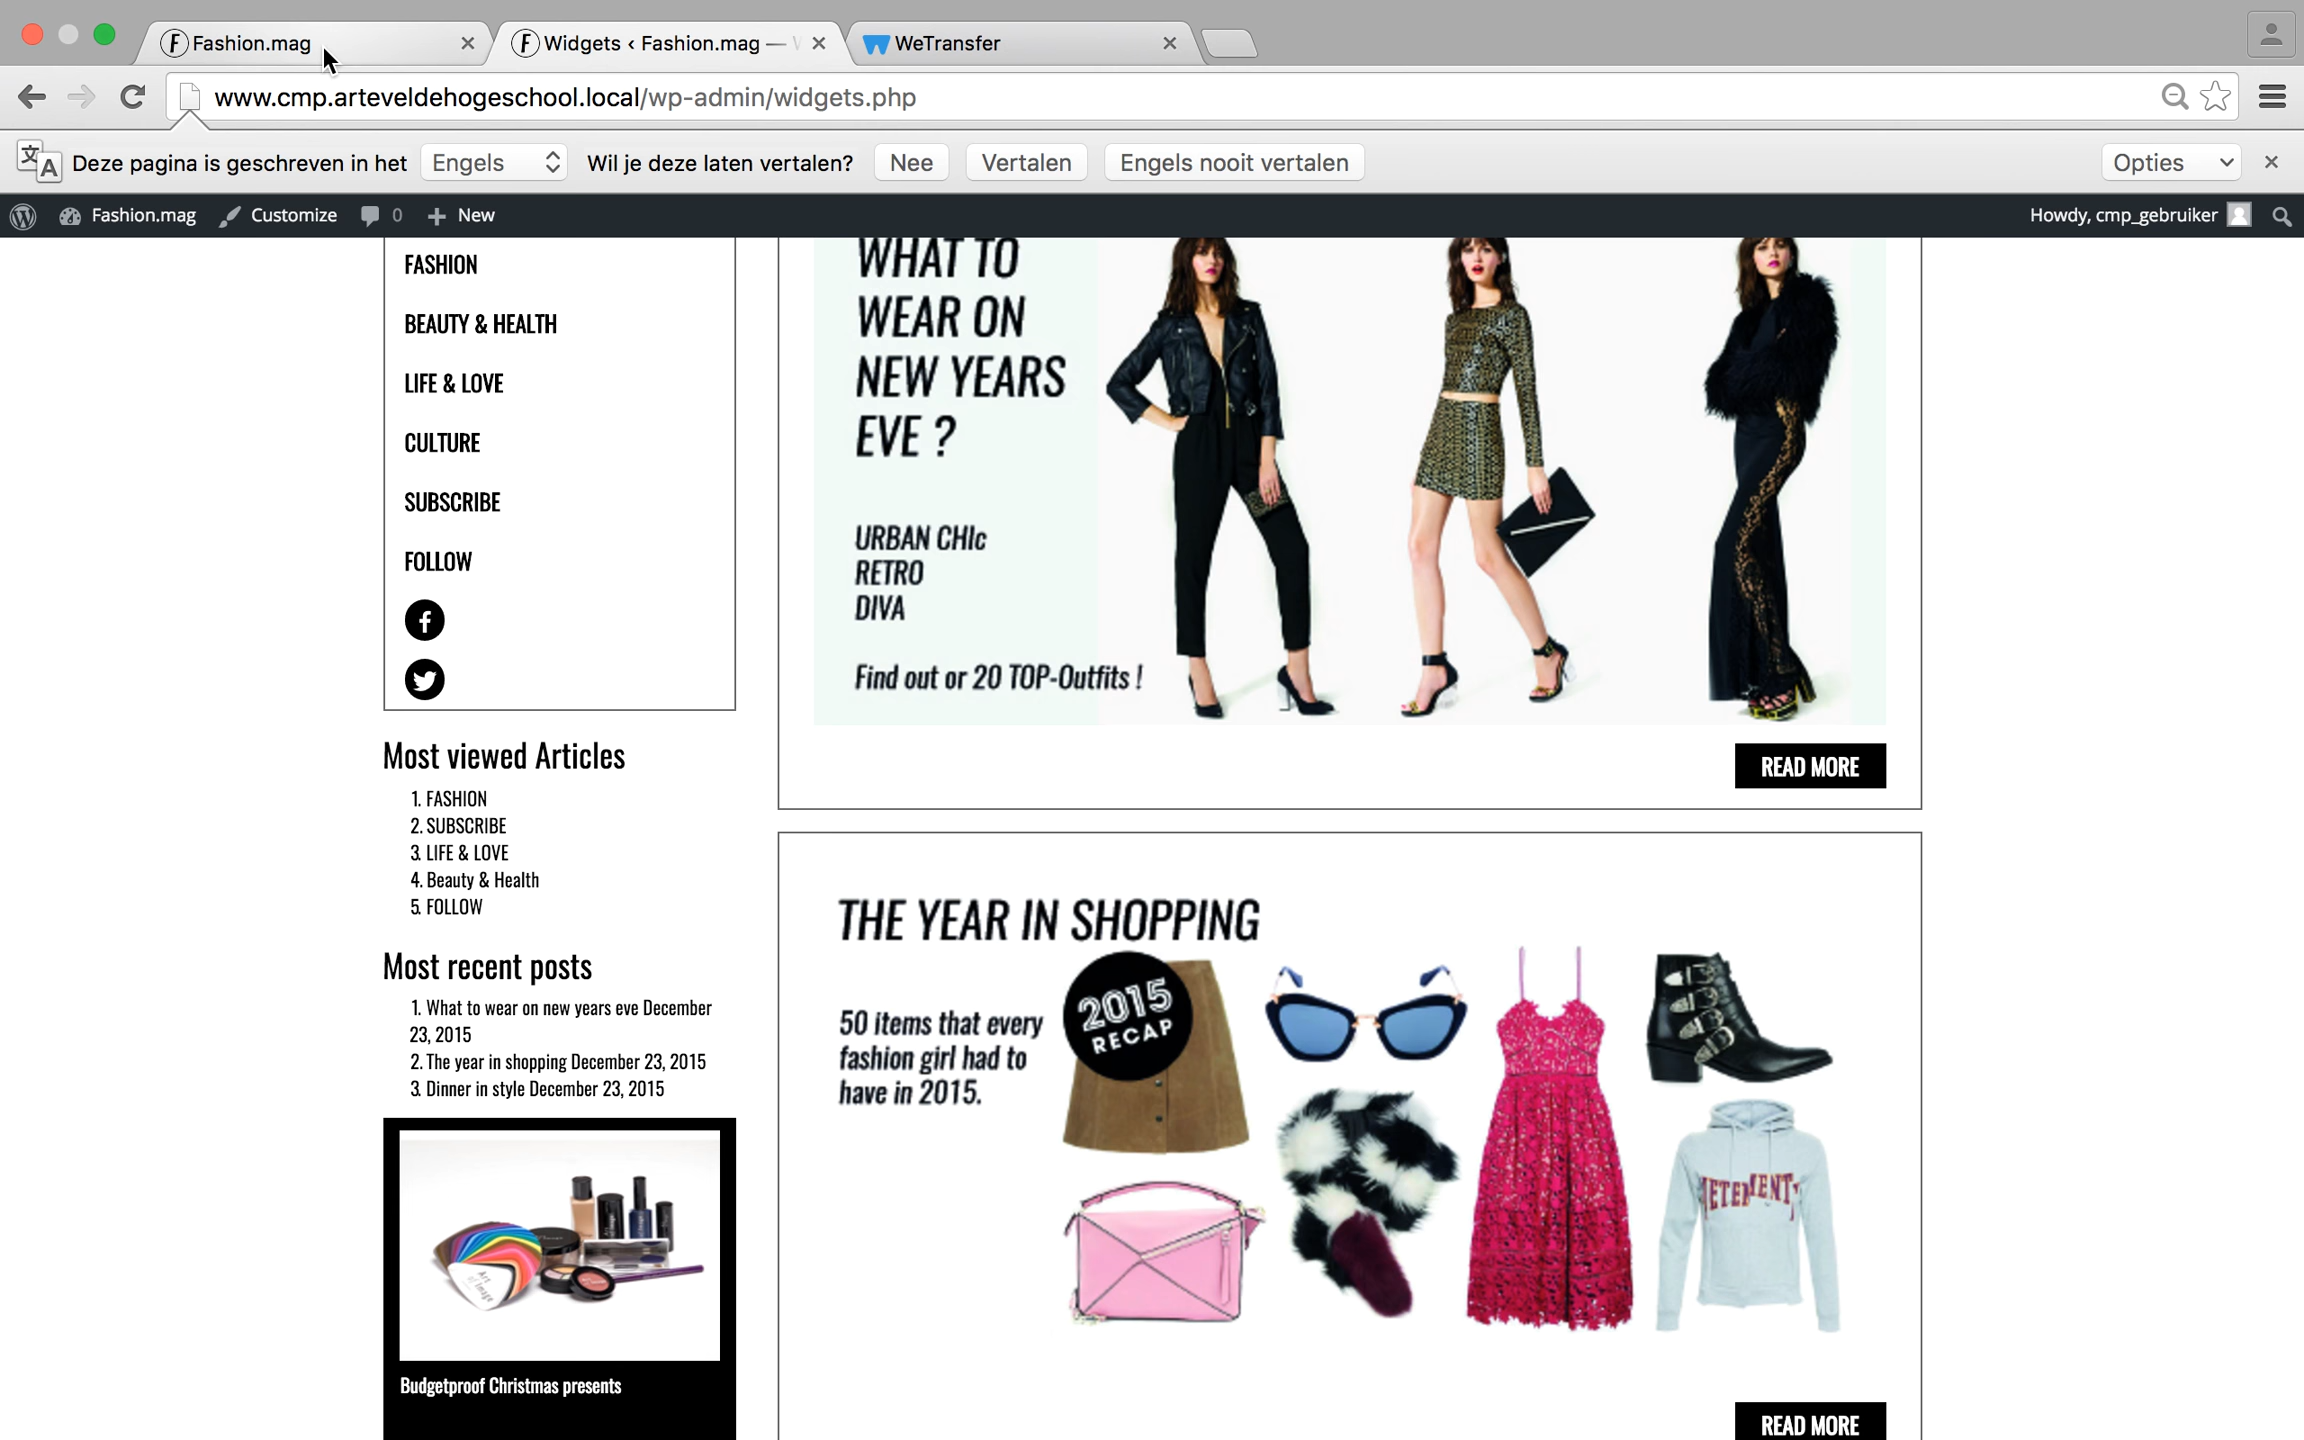 Fashion.mag
Widgets ‹ Fashion.mag —
WeTransfer
www.cmp.arteveldehogeschool.local/wp-admin/widgets.php
Deze pagina is geschreven in het Engels Wil je deze laten vertalen? Nee Vertalen Engels nooit vertalen Opties
Fashion.mag Customize 0 New Howdy, cmp_gebruiker
FASHION
BEAUTY & HEALTH
LIFE & LOVE
CULTURE
SUBSCRIBE
FOLLOW
Most viewed Articles
1. FASHION
2. SUBSCRIBE
3. LIFE & LOVE
4. Beauty & Health
5. FOLLOW
Most recent posts
1. What to wear on new years eve December
23, 2015
2. The year in shopping December 23, 2015
3. Dinner in style December 23, 2015
Art
of Image
Budgetproof Christmas presents
WHAT TO
WEAR ON
NEW YEARS
EVE ?
URBAN CHIc
RETRO
DIVA
Find out or 20 TOP-Outfits !
READ MORE
THE YEAR IN SHOPPING
2015
RECAP
50 items that every
fashion girl had to
have in 2015.
READ MORE